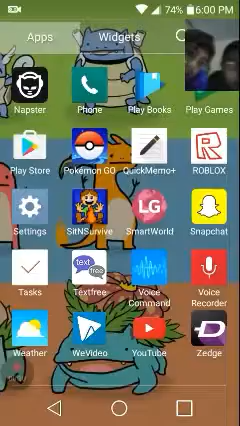 74% 6:00 PM
Apps Widgets
Napster Phone Play Books Play Games
Play Store Pokémon GO QuickMemo+ ROBLOX
LG
Settings SitNSurvive SmartWorld Snapchat
text free
Tasks Textfree Voice Command Voice Recorder
Weather WeVideo YouTube Zedge